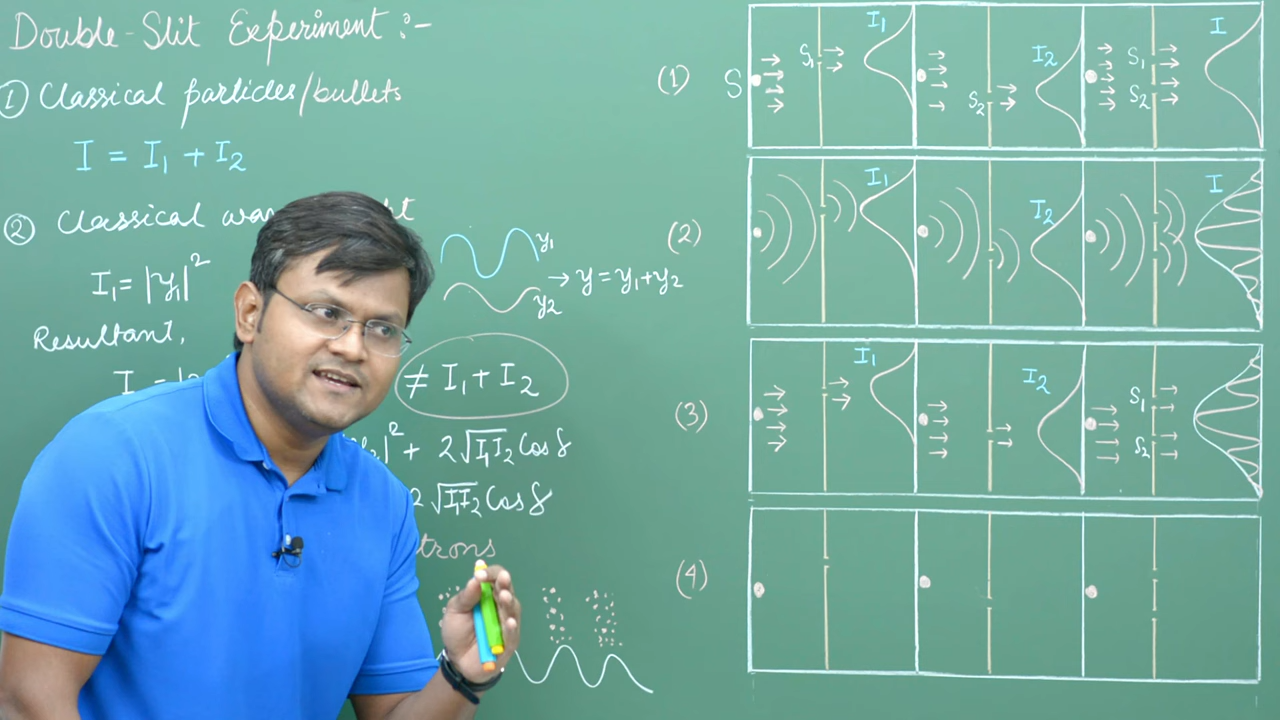 Double-Slit Experiment :-
① Classical particles/bullets
I = I₁ + I₂
② Classical
I₁ = |y₁|²
y₁
y₂
→ y = y₁+y₂
Resultant,
≠ I₁ + I₂
|² + 2√I₁I₂ Cos δ
2√I₁I₂ Cos δ
trons
(1) S S₁ I₁ S₂ I₂ S₁ S₂ I
(2) I₁ I₂ I
(3) I₁ I₂ S₁ S₂
(4)